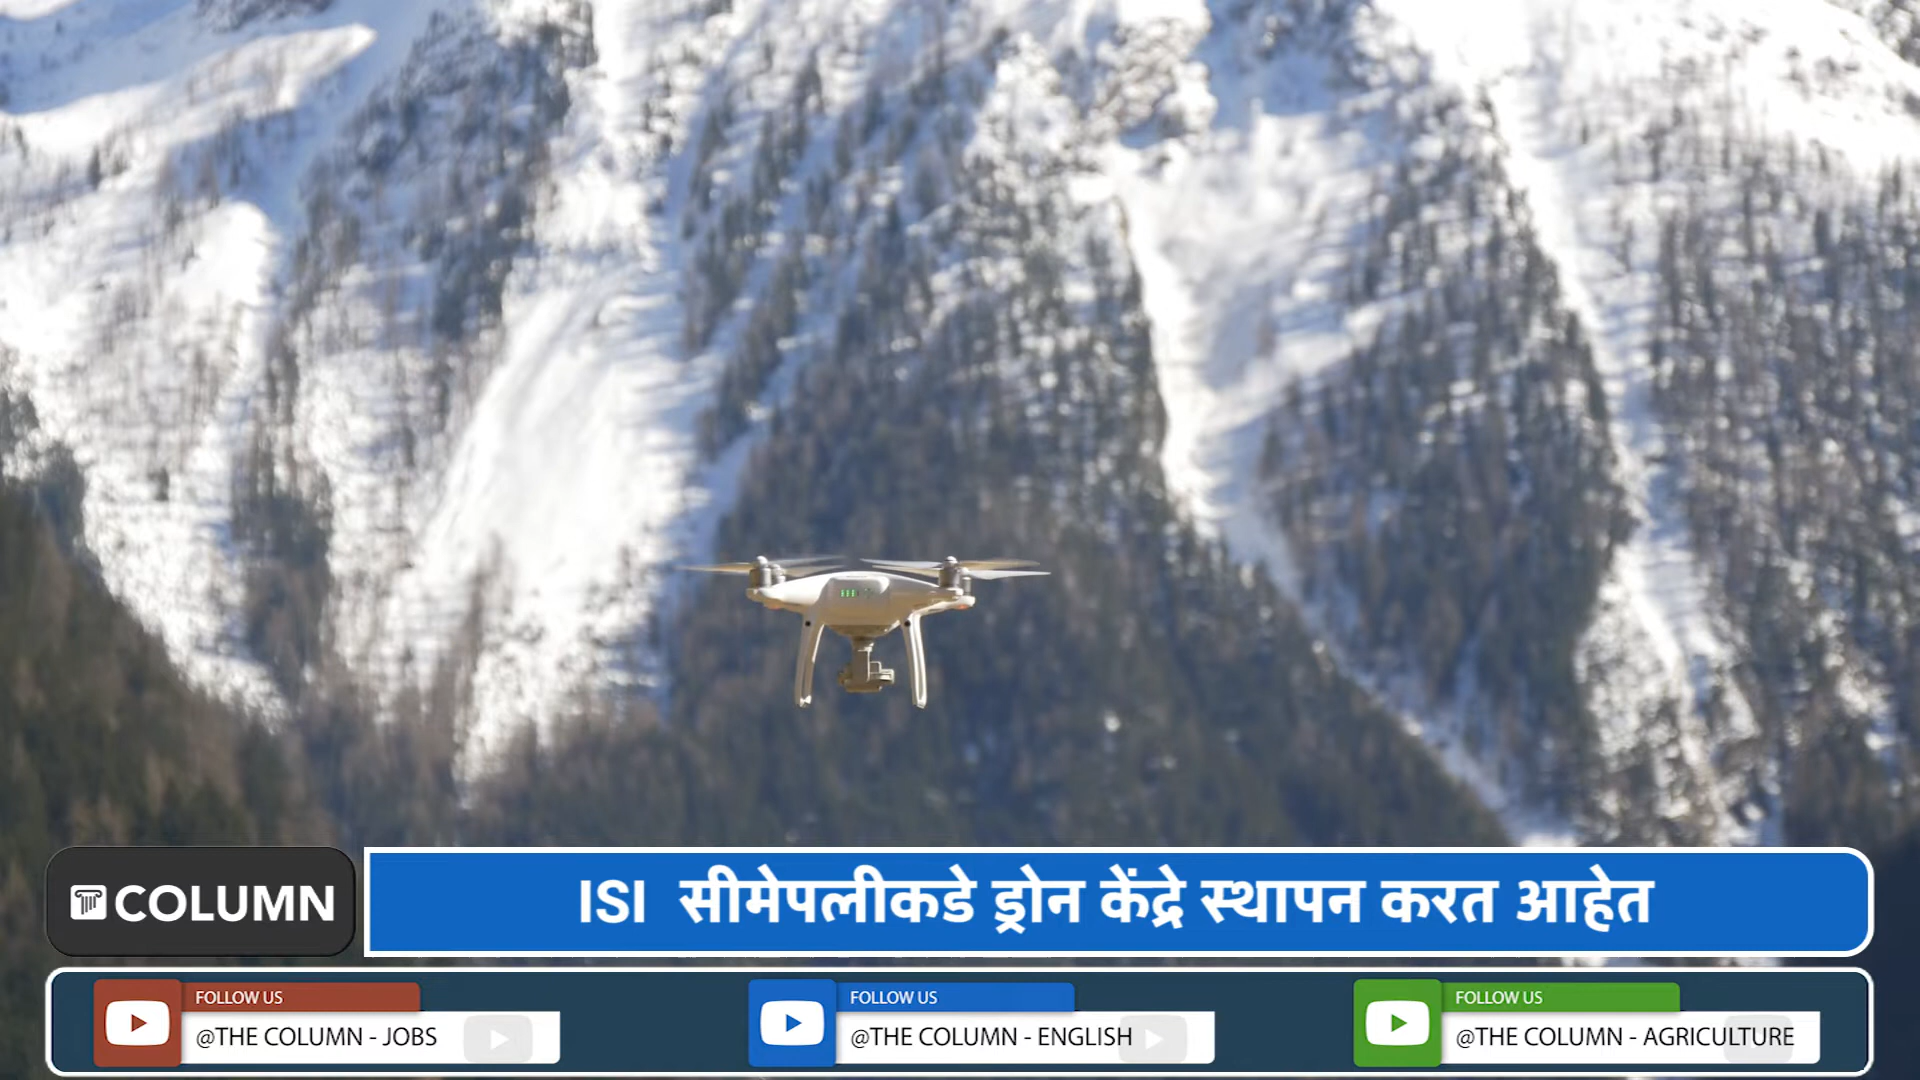 COLUMN
ISI सीमेपलीकडे ड्रोन केंद्रे स्थापन करत आहेत
FOLLOW US
@THE COLUMN - JOBS
FOLLOW US
@THE COLUMN - ENGLISH
FOLLOW US
@THE COLUMN - AGRICULTURE